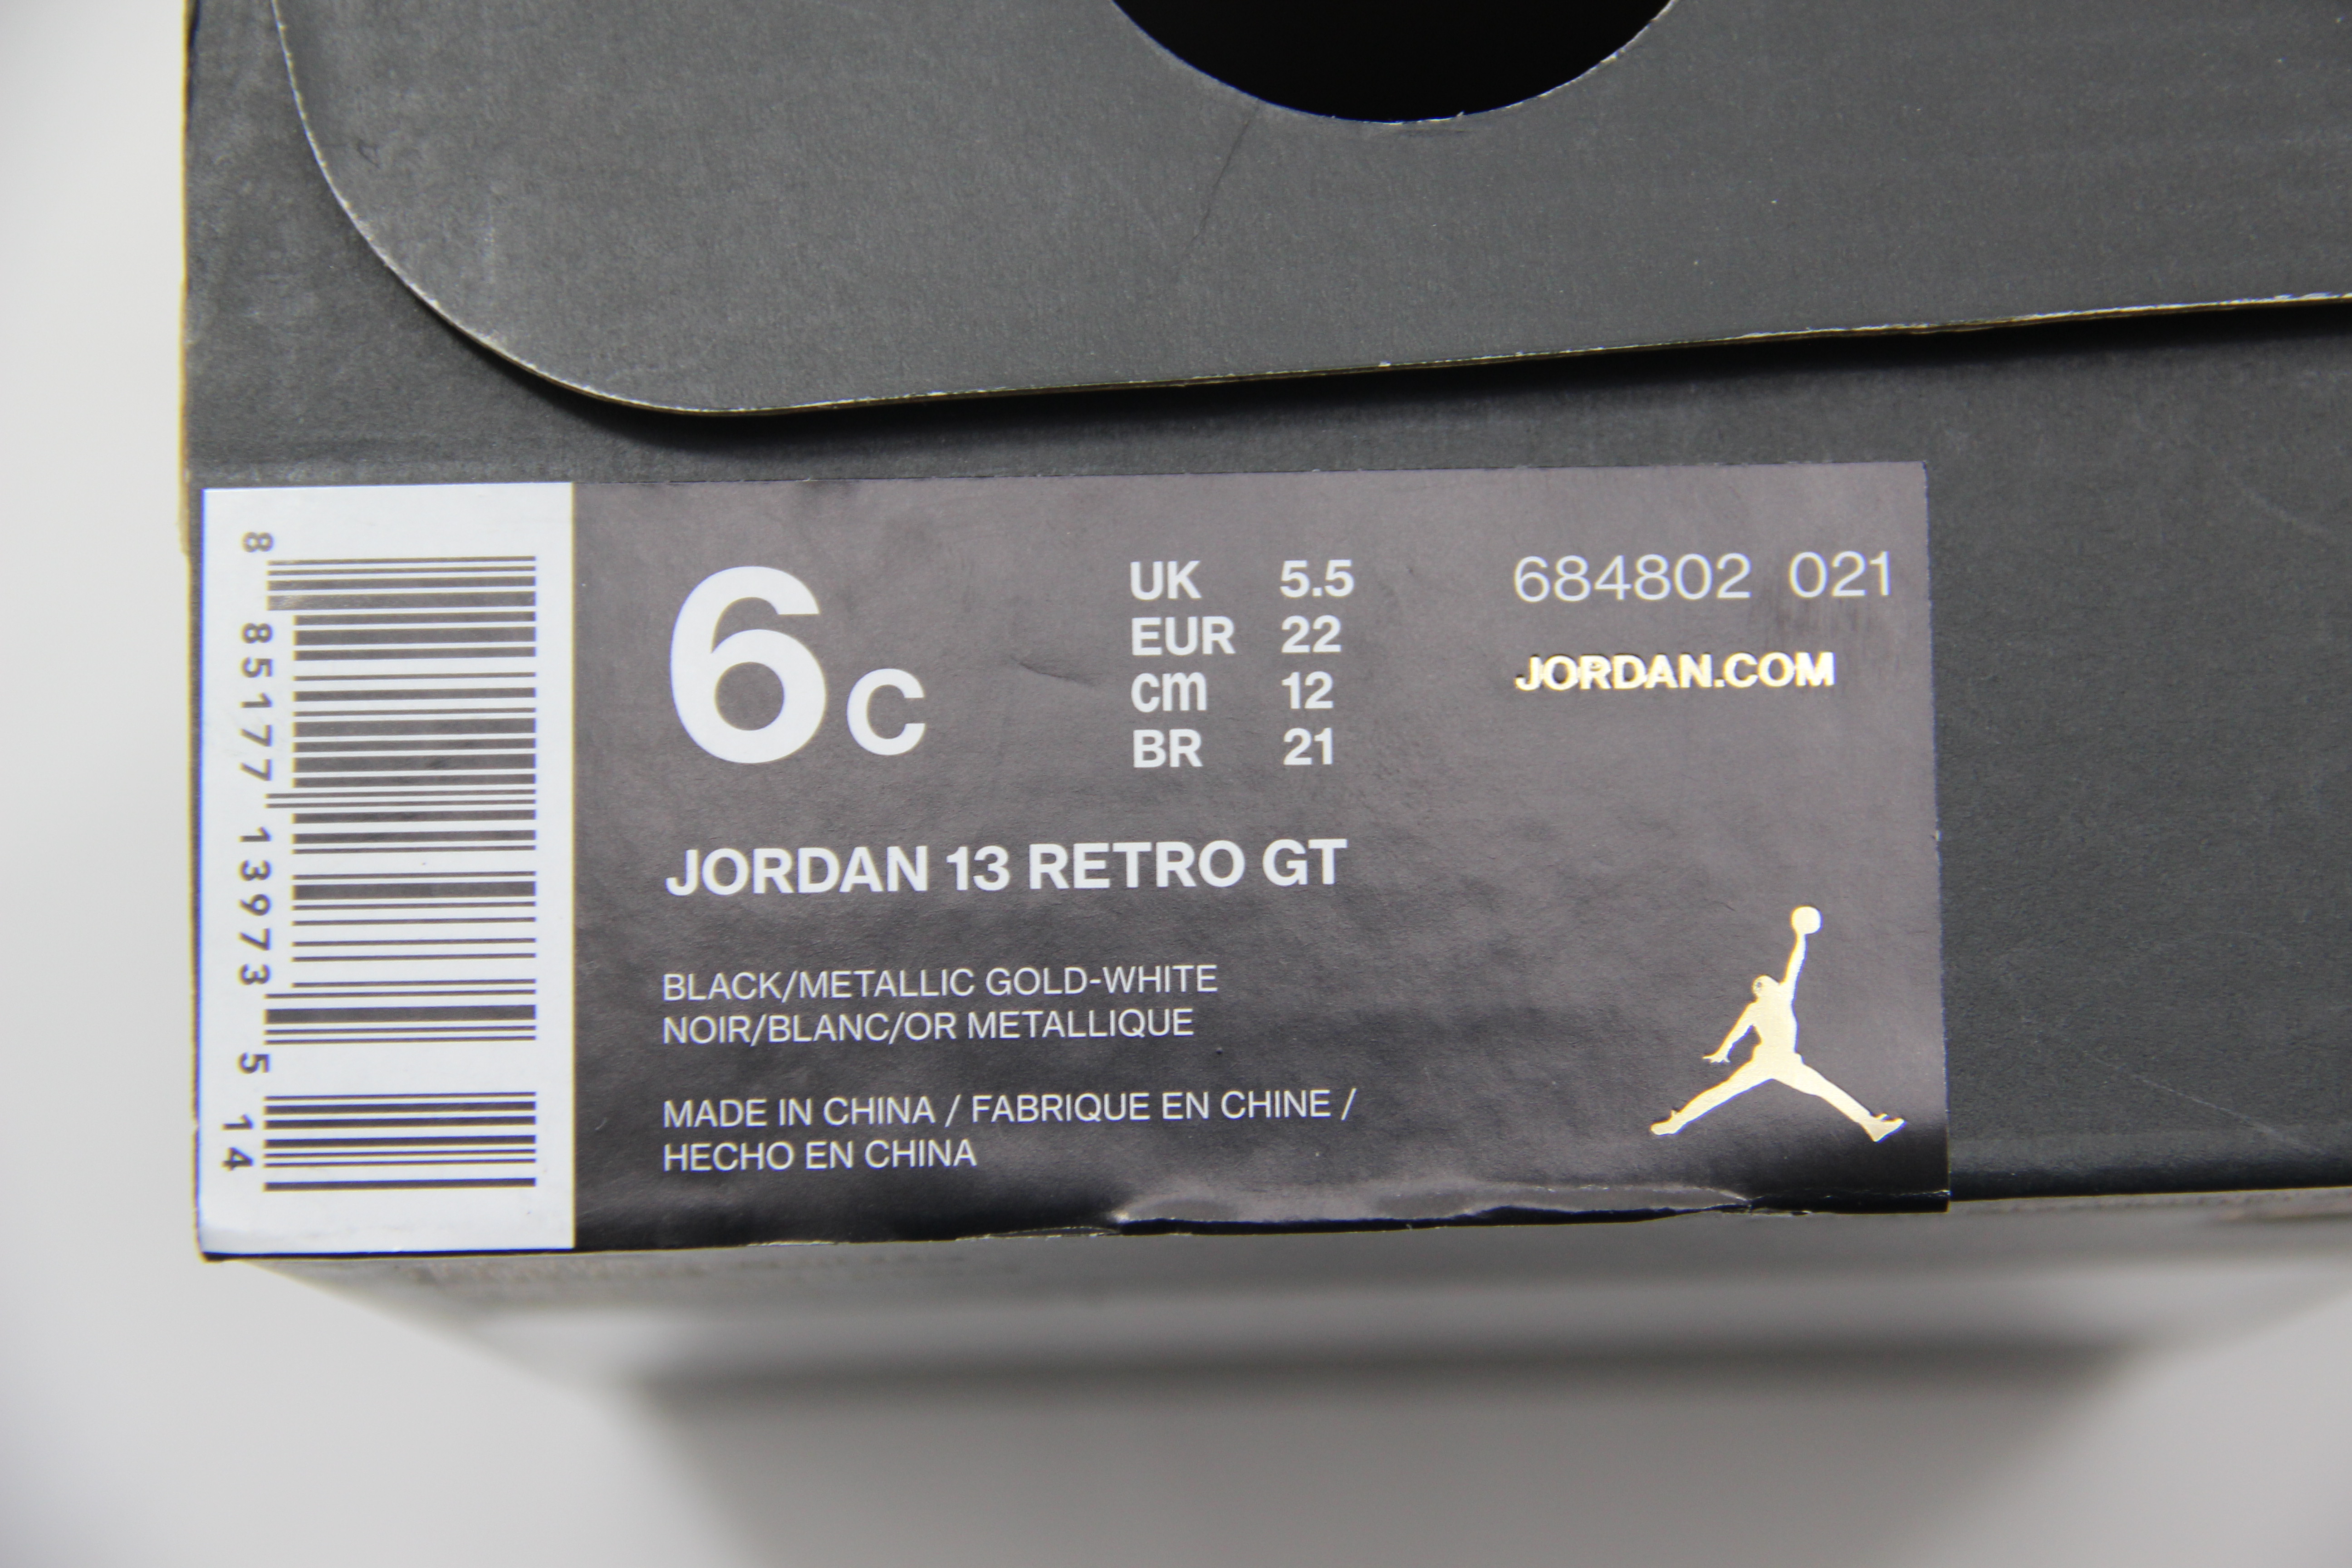 8 85177 13973 5 14
6C
UK 5.5
EUR 22
cm 12
BR 21
684802 021
JORDAN.COM
JORDAN 13 RETRO GT
BLACK/METALLIC GOLD-WHITE
NOIR/BLANC/OR METALLIQUE
MADE IN CHINA / FABRIQUE EN CHINE /
HECHO EN CHINA